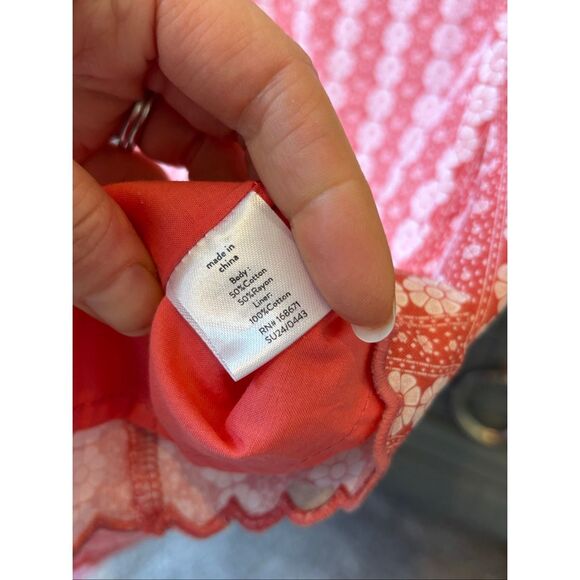 made in
china
Body :
50%Cotton
50%Rayon
Liner:
100%Cotton
RN# 168671
SU24/0443